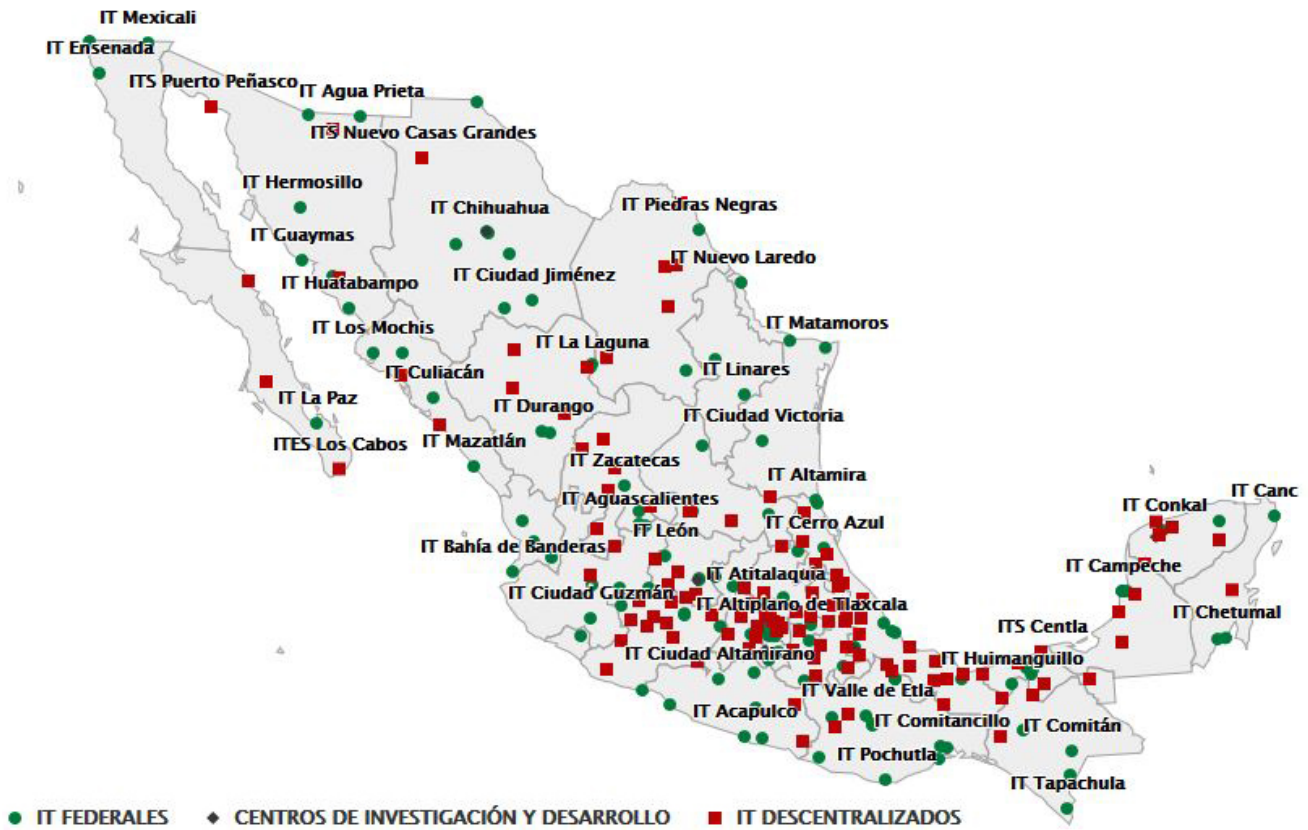 IT Mexicali
IT Ensenada
ITS Puerto Peñasco
IT Agua Prieta
ITS Nuevo Casas Grandes
IT Hermosillo
IT Chihuahua
IT Piedras Negras
IT Guaymas
IT Nuevo Laredo
IT Ciudad Jiménez
IT Huatabampo
IT Los Mochis
IT La Laguna
IT Matamoros
IT Culiacán
IT Linares
IT La Paz
IT Durango
IT Ciudad Victoria
ITES Los Cabos
IT Mazatlán
IT Zacatecas
IT Altamira
IT Aguascalientes
IT Canc
IT Conkal
IT León
IT Cerro Azul
IT Bahía de Banderas
IT Campeche
IT Atitalaquia
IT Ciudad Guzmán
IT Altiplano de Tlaxcala
IT Chetumal
ITS Centla
IT Ciudad Altamirano
IT Huimanguillo
IT Valle de Etla
IT Acapulco
IT Comitancillo
IT Comitán
IT Pochutla
IT Tapachula
IT FEDERALES
CENTROS DE INVESTIGACIÓN Y DESARROLLO
IT DESCENTRALIZADOS